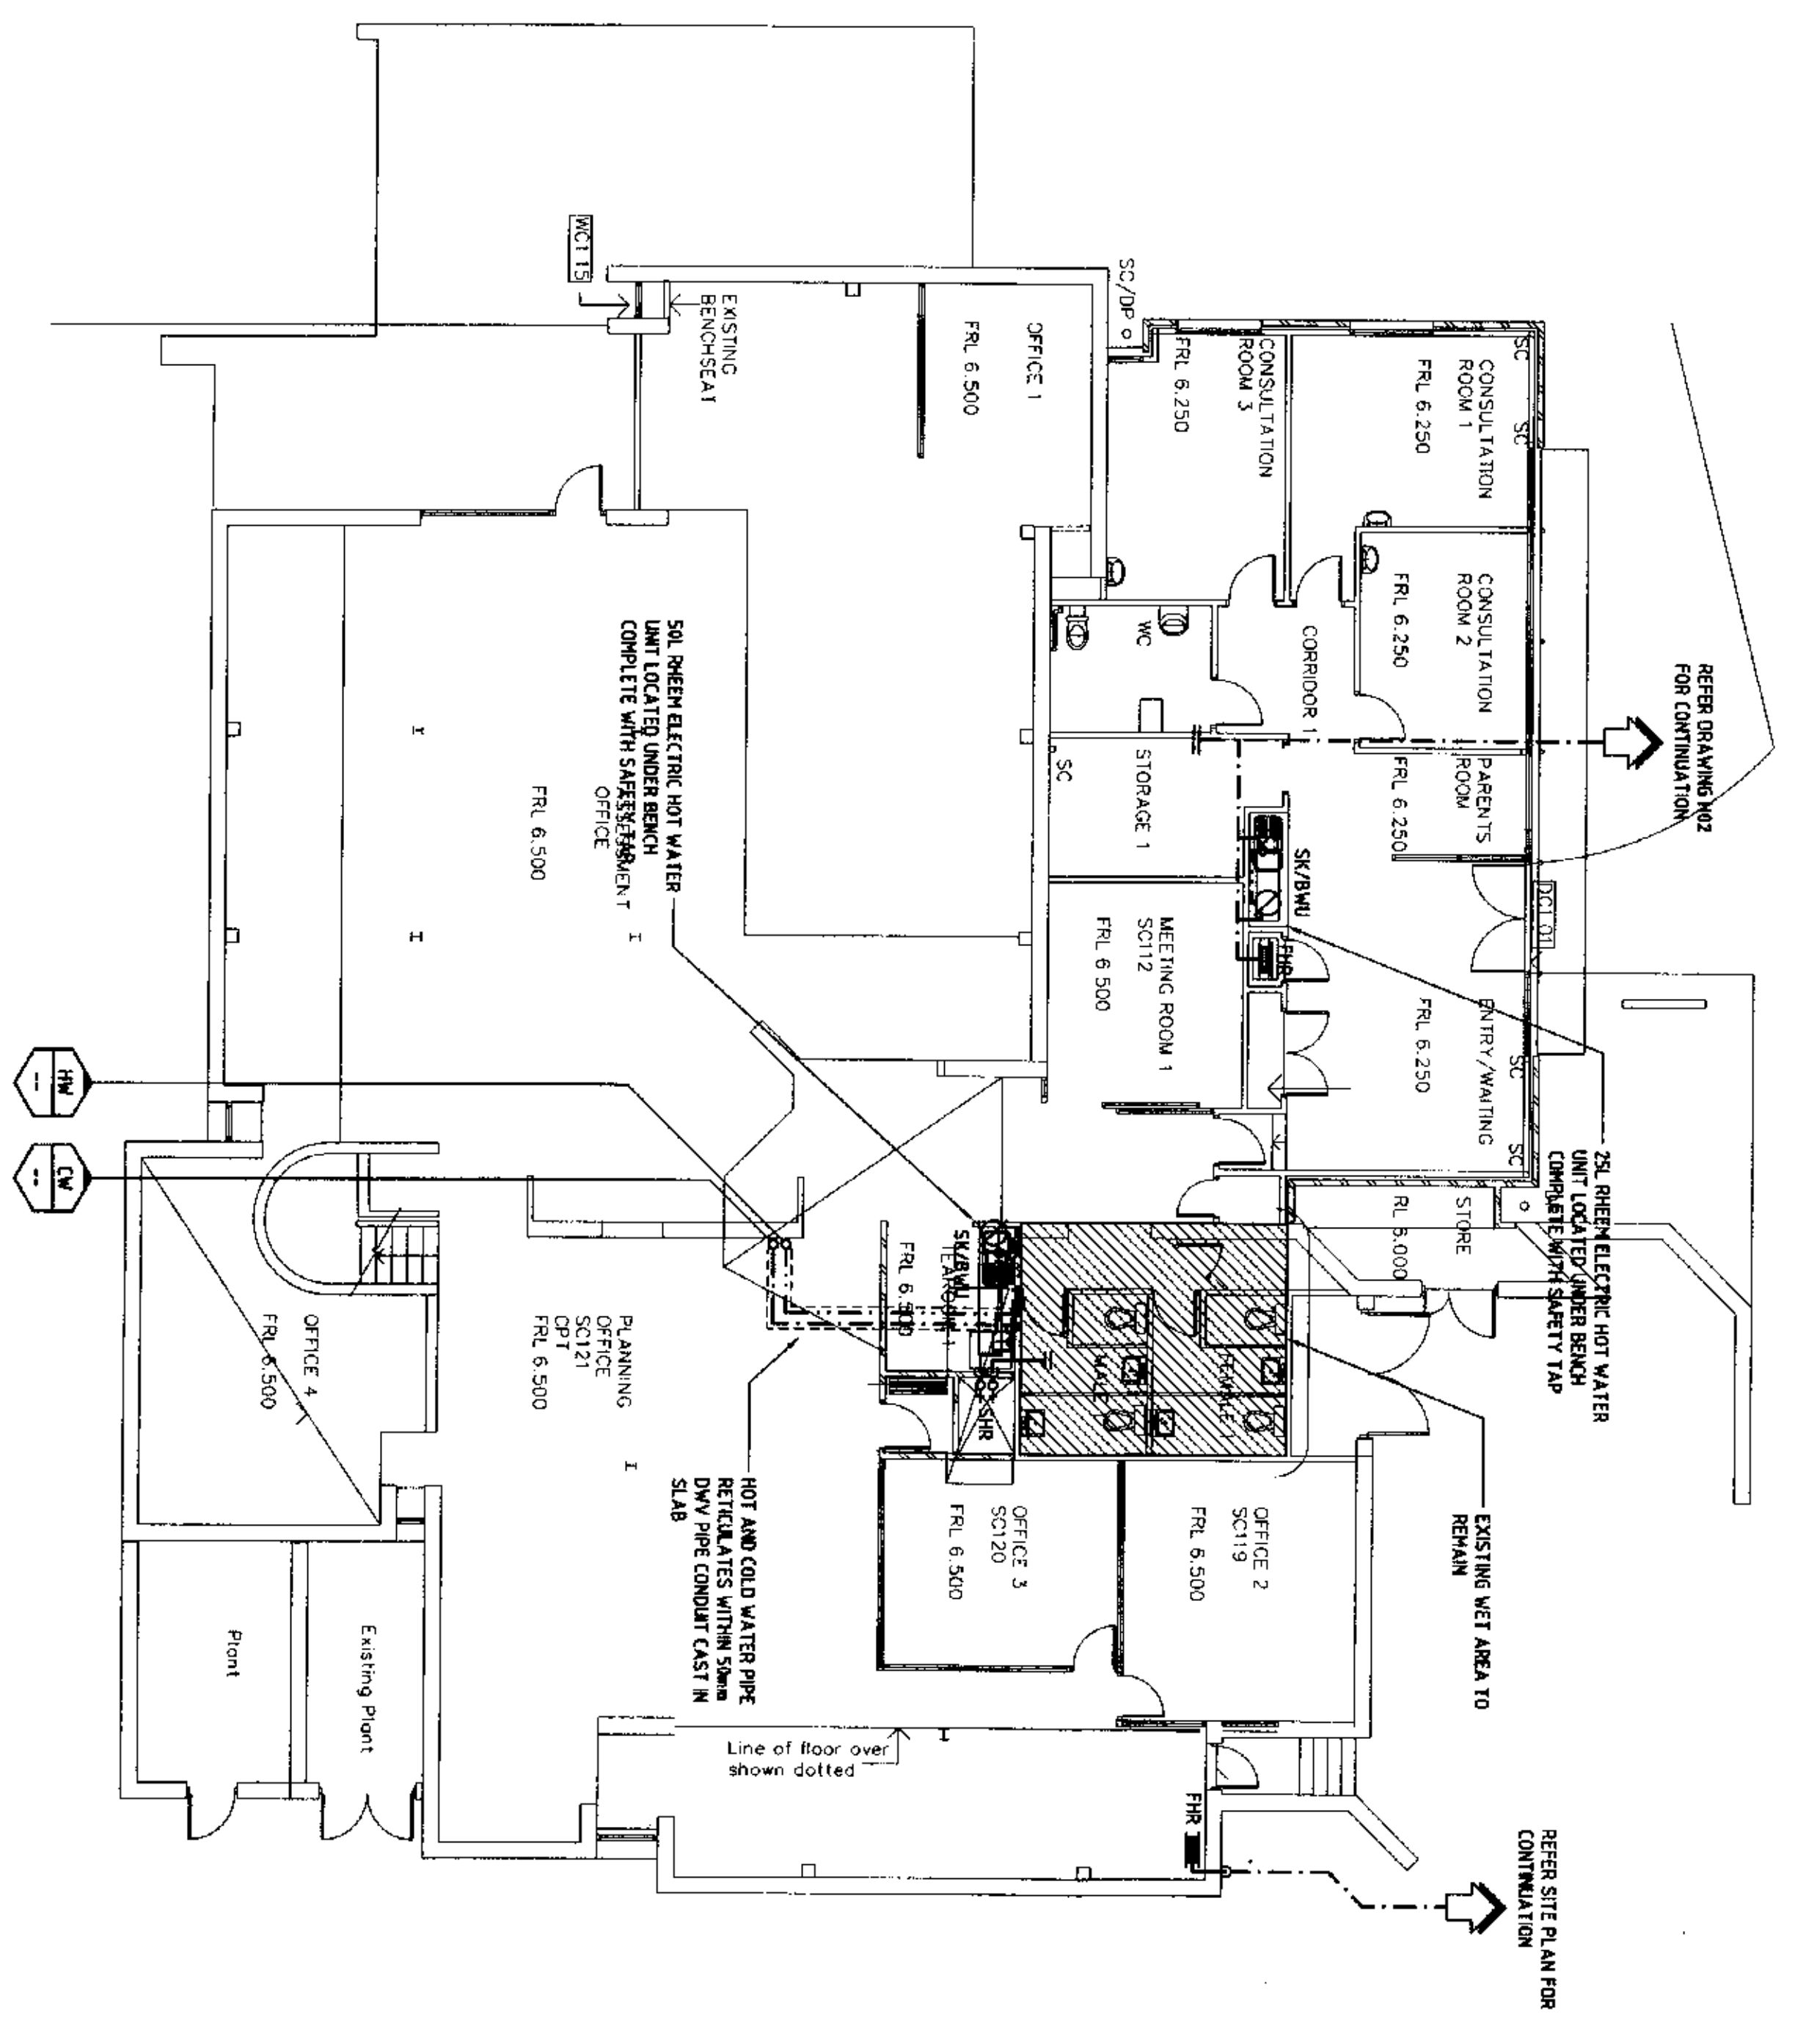 REFER DRAWING H02
FOR CONTINUATION
SC/DP
SC
SC
CONSULTATION
ROOM 1
FRL 6.250
CONSULTATION
ROOM 3
FRL 6.250
OFFICE 1
FRL 6.500
EXISTING
BENCHSEAT
WC1 15
CONSULTATION
ROOM 2
FRL 6.250
CORRIDOR 1
WC
PARENTS
ROOM
FRL 6.250
STORAGE 1
SC
SK/BWU
FHR
DC1 01
MEETING ROOM 1
SC112
FRL 6 500
ENTRY/WAITING
FRL 6.250
SC
SC
50L RHEEM ELECTRIC HOT WATER
UNIT LOCATED UNDER BENCH
COMPLETE WITH SAFETY TAP
ASSESSMENT
OFFICE
FRL 6.500
25L RHEEM ELECTRIC HOT WATER
UNIT LOCATED UNDER BENCH
COMPLETE WITH SAFETY TAP
STORE
RL 6.000
HW
--
CW
--
SK/BWU
TEAROOM 1
FRL 6.500
MALE 1
FEMALE 1
SHR
OFFICE 4
FRL 6.500
PLANNING
OFFICE
SC121
CPT
FRL 6.500
EXISTING WET AREA TO
REMAIN
HOT AND COLD WATER PIPE
RETICULATES WITHIN 50mm
DWV PIPE CONDUIT CAST IN
SLAB
OFFICE 3
SC120
FRL 6.500
OFFICE 2
SC119
FRL 6.500
Plant
Existing Plant
Line of floor over
shown dotted
FHR
REFER SITE PLAN FOR
CONTINUATION